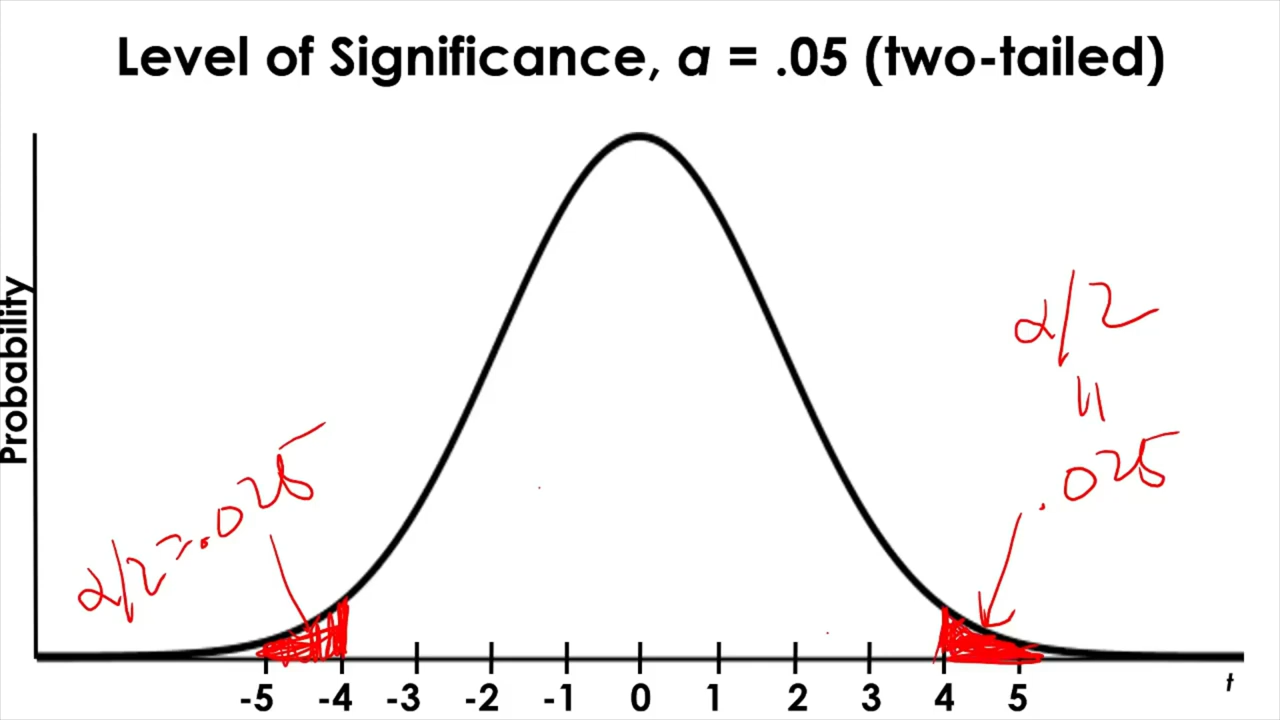 Level of Significance, a = .05 (two-tailed)
Probability
α/2
=
.025
α/2=.025
-5 -4 -3 -2 -1 0 1 2 3 4 5
t